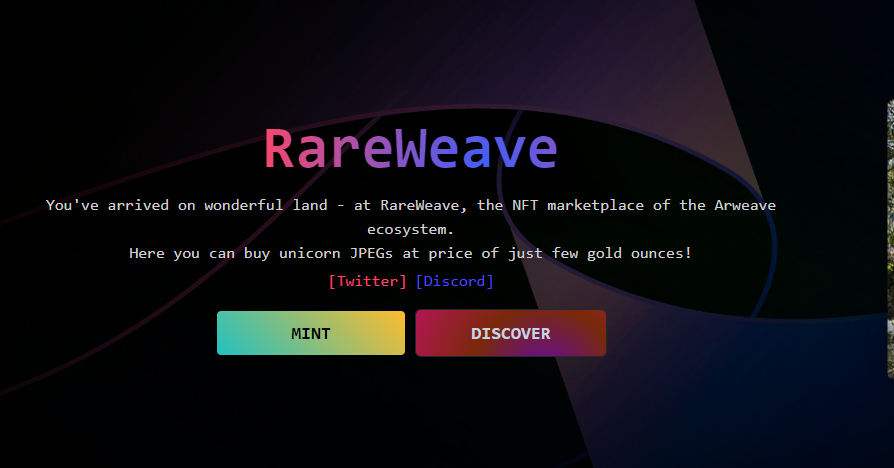 RareWeave
You've arrived on wonderful land - at RareWeave, the NFT marketplace of the Arweave
ecosystem.
Here you can buy unicorn JPEGs at price of just few gold ounces!
[Twitter] [Discord]
MINT DISCOVER